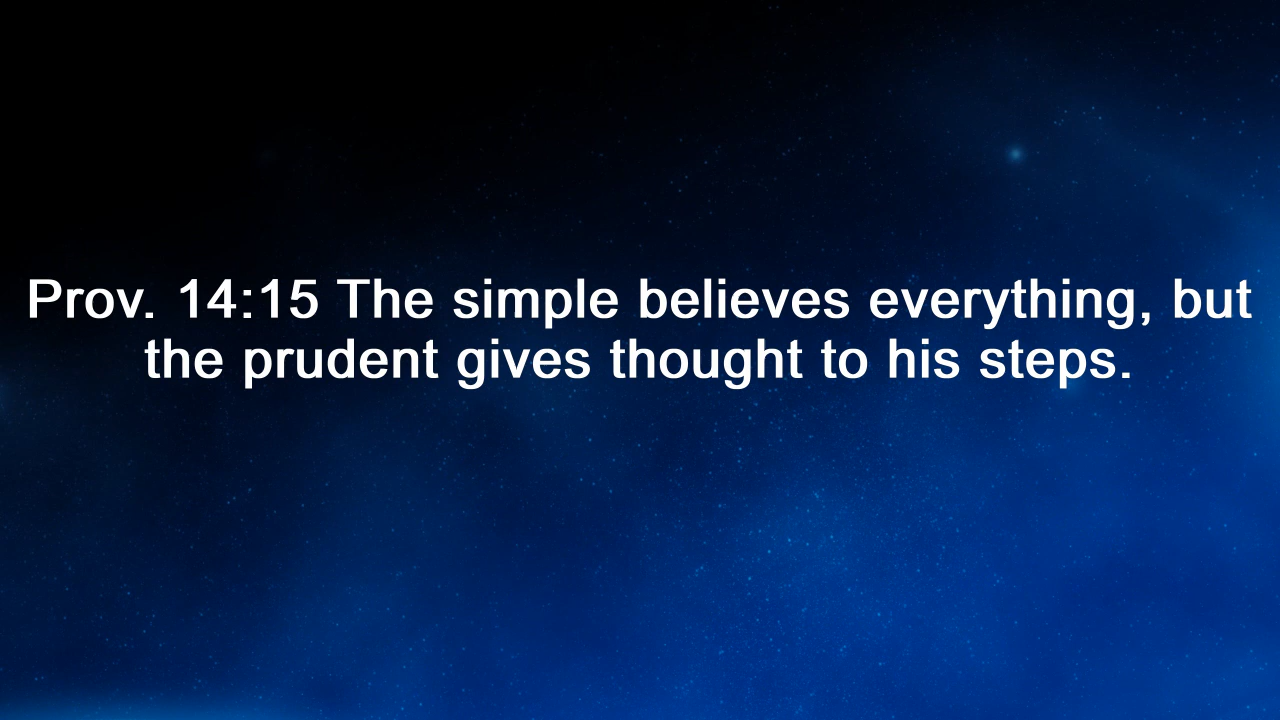 Prov. 14:15 The simple believes everything, but
the prudent gives thought to his steps.